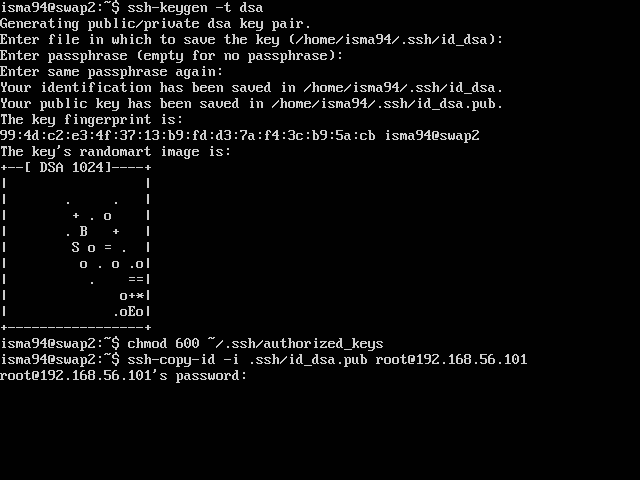 isma94@swap2:~$ ssh-keygen -t dsa
Generating public/private dsa key pair.
Enter file in which to save the key (/home/isma94/.ssh/id_dsa):
Enter passphrase (empty for no passphrase):
Enter same passphrase again:
Your identification has been saved in /home/isma94/.ssh/id_dsa.
Your public key has been saved in /home/isma94/.ssh/id_dsa.pub.
The key fingerprint is:
99:4d:c2:e3:4f:37:13:b9:fd:d3:7a:f4:3c:b9:5a:cb isma94@swap2
The key's randomart image is:
+--[ DSA 1024]----+
|                 |
|       .     .   |
|        + . o    |
|       . B   +   |
|        S o = .  |
|         o . o .o|
|          .    ==|
|              o+*|
|             .oEo|
+-----------------+
isma94@swap2:~$ chmod 600 ~/.ssh/authorized_keys
isma94@swap2:~$ ssh-copy-id -i .ssh/id_dsa.pub root@192.168.56.101
root@192.168.56.101's password: